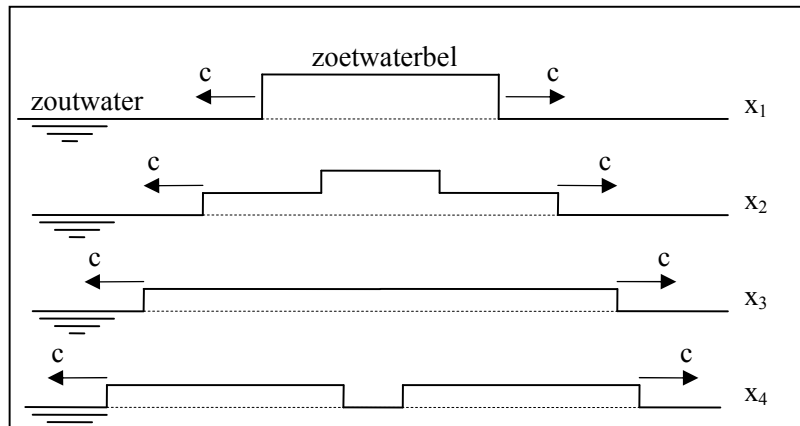 zoetwaterbel
c c
zoutwater
x₁
c c
x₂
c c
x₃
c c
x₄